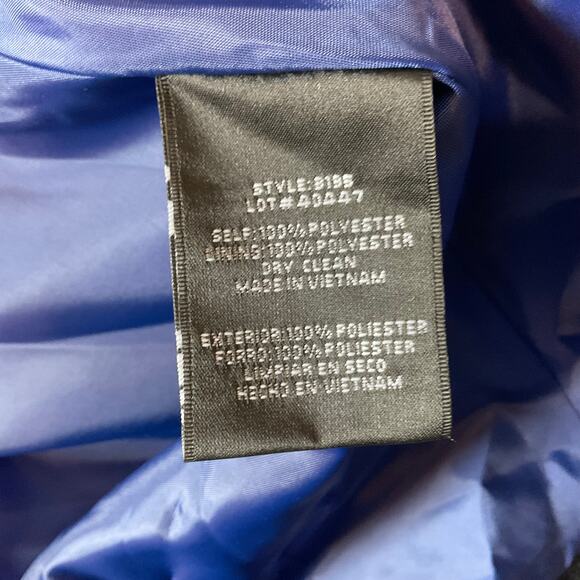 STYLE:9195
LOT#40447
SELF:100% POLYESTER
LINING:100% POLYESTER
DRY CLEAN
MADE IN VIETNAM
EXTERIOR:100% POLIESTER
FORRO:100% POLIESTER
LIMPIAR EN SECO
HECHO EN VIETNAM